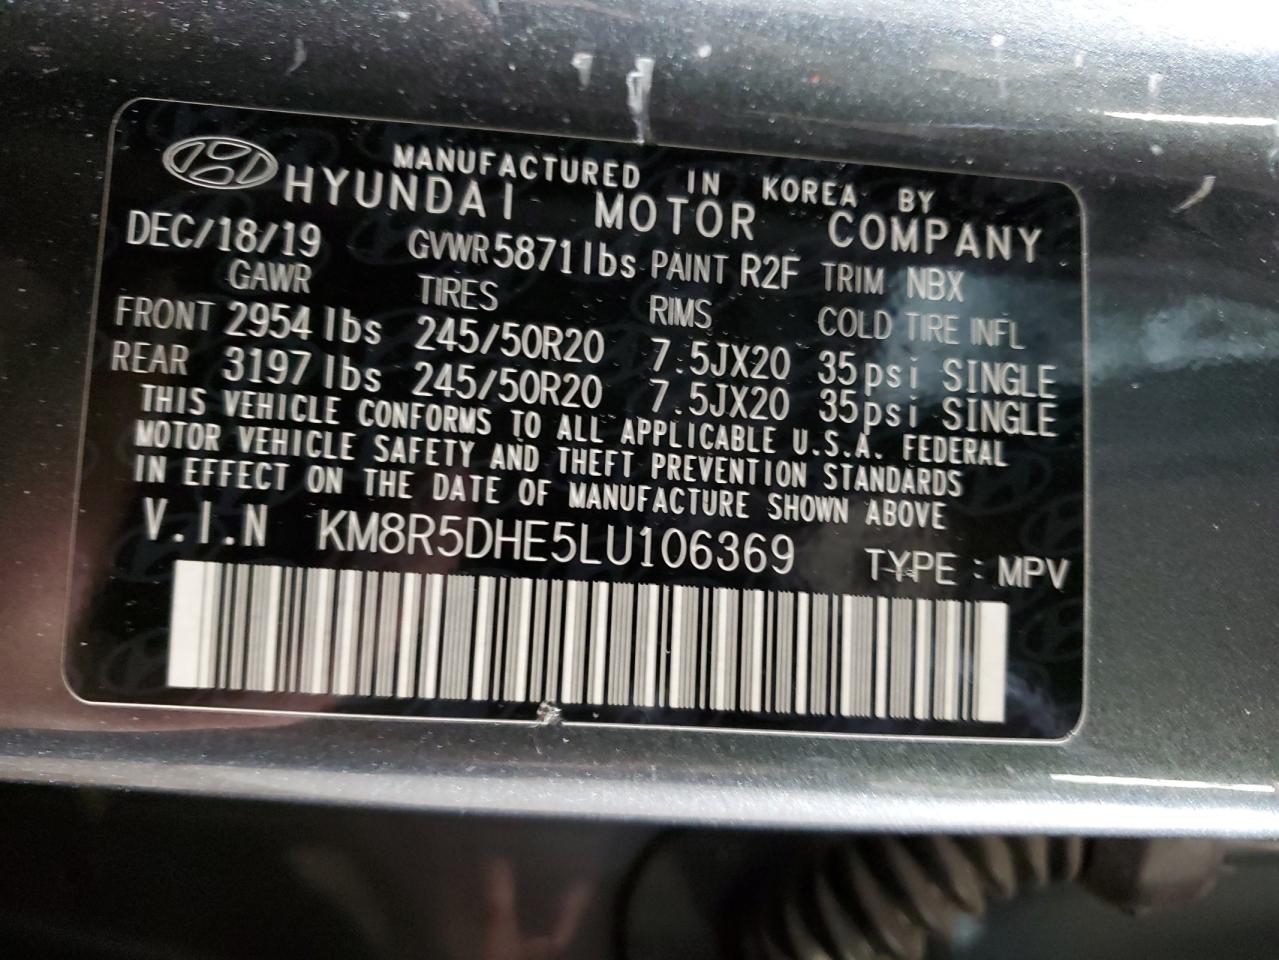 MANUFACTURED IN KOREA BY
HYUNDAI MOTOR COMPANY
DEC/18/19 GVWR 5871lbs PAINT R2F TRIM NBX
GAWR TIRES RIMS COLD TIRE INFL
FRONT 2954 lbs 245/50R20 7.5JX20 35psi SINGLE
REAR 3197 lbs 245/50R20 7.5JX20 35psi SINGLE
THIS VEHICLE CONFORMS TO ALL APPLICABLE U.S.A. FEDERAL
MOTOR VEHICLE SAFETY AND THEFT PREVENTION STANDARDS
IN EFFECT ON THE DATE OF MANUFACTURE SHOWN ABOVE
V.I.N KM8R5DHE5LU106369 TYPE : MPV